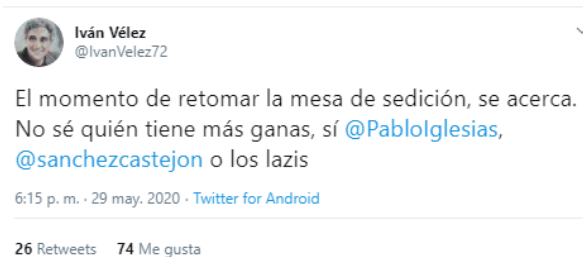 Iván Vélez
@IvanVelez72
El momento de retomar la mesa de sedición, se acerca.
No sé quién tiene más ganas, sí @PabloIglesias,
@sanchezcastejon o los lazis
6:15 p. m. · 29 may. 2020 · Twitter for Android
26 Retweets 74 Me gusta